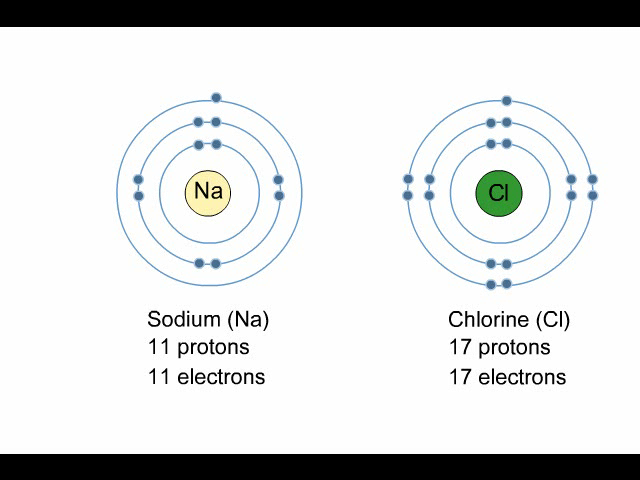 Na
Cl
Sodium (Na)
11 protons
11 electrons
Chlorine (Cl)
17 protons
17 electrons